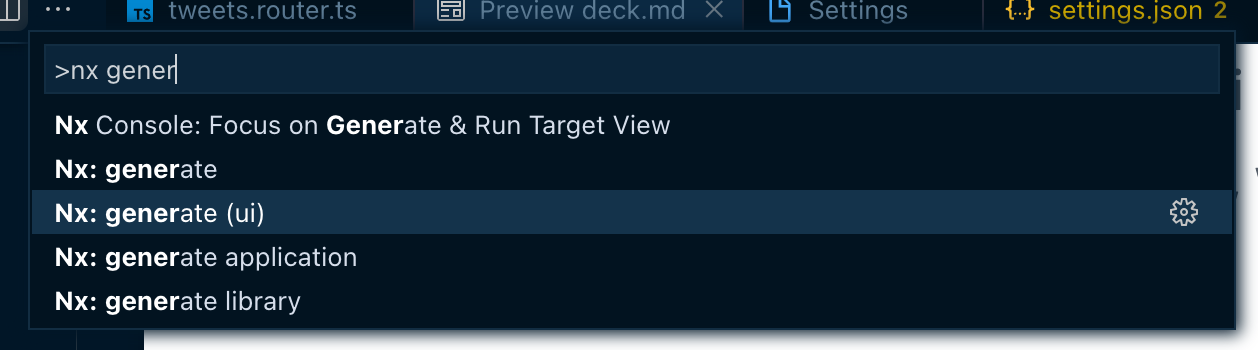 TS tweets.router.ts Preview deck.md Settings {..} settings.json 2
>nx gener
Nx Console: Focus on Generate & Run Target View
Nx: generate
Nx: generate (ui)
Nx: generate application
Nx: generate library